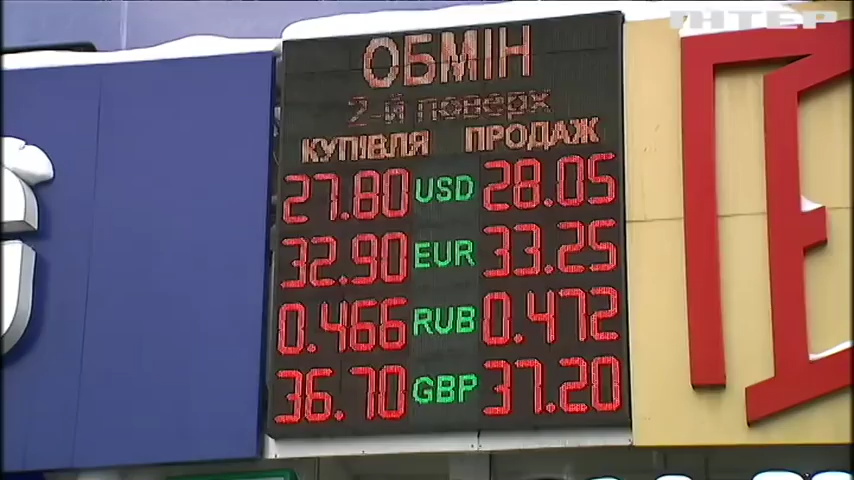 ІНТЕР
ОБМІН
2-й поверх
КУПІВЛЯ ПРОДАЖ
27.80 USD 28.05
32.90 EUR 33.25
0.466 RUB 0.472
36.70 GBP 37.20